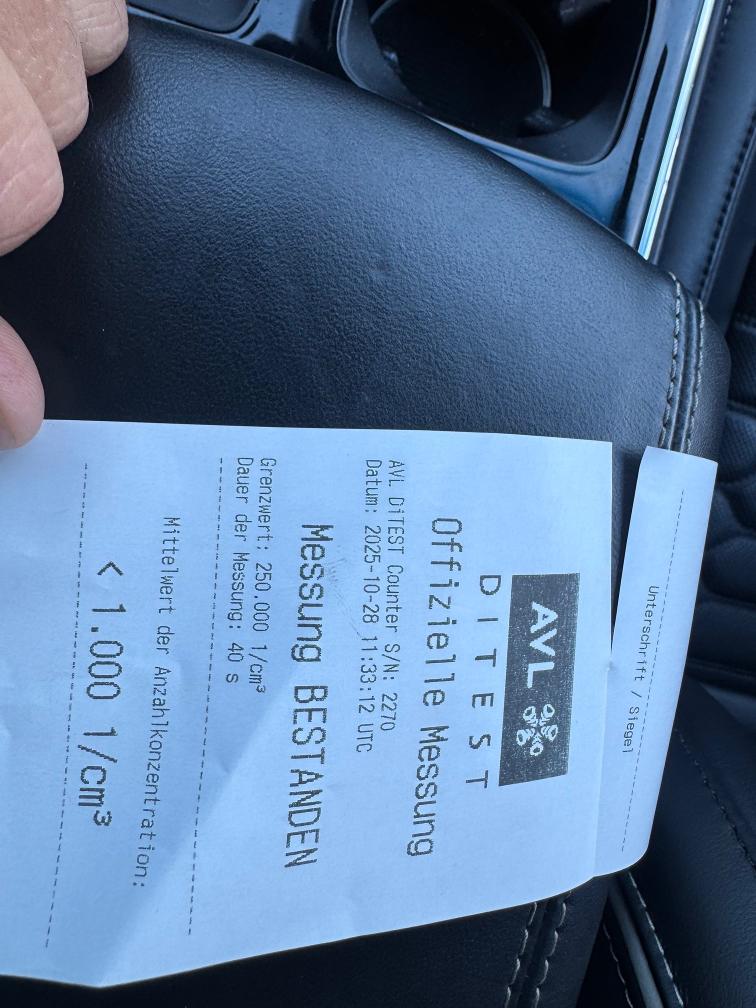 AVL
DITEST
Offizielle Messung
AVL DiTEST Counter S/N: 2270
Datum: 2025-10-28 11:33:12 UTC
Messung BESTANDEN
Grenzwert: 250.000 1/cm³
Dauer der Messung: 40 s
Mittelwert der Anzahlkonzentration:
< 1.000 1/cm³
Unterschrift / Siegel